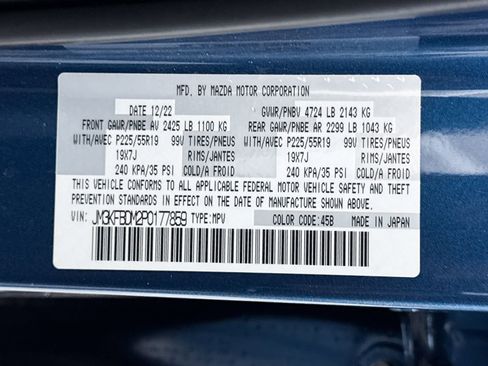 MFD. BY MAZDA MOTOR CORPORATION
DATE 12/22 GVWR/PNBV 4724 LB 2143 KG
FRONT GAWR/PNBE AV 2425 LB 1100 KG REAR GAWR/PNBE AR 2299 LB 1043 KG
WITH/AVEC P225/55R19 99V TIRES/PNEUS WITH/AVEC P225/55R19 99V TIRES/PNEUS
19X7J RIMS/JANTES 19X7J RIMS/JANTES
240 KPA/35 PSI COLD/A FROID 240 KPA/35 PSI COLD/A FROID
THIS VEHICLE CONFORMS TO ALL APPLICABLE FEDERAL MOTOR VEHICLE SAFETY AND THEFT
PREVENTION STANDARDS IN EFFECT ON THE DATE OF MANUFACTURE SHOWN ABOVE.
VIN: JM3KFBDM2P0177859 TYPE:MPV COLOR CODE:45B MADE IN JAPAN